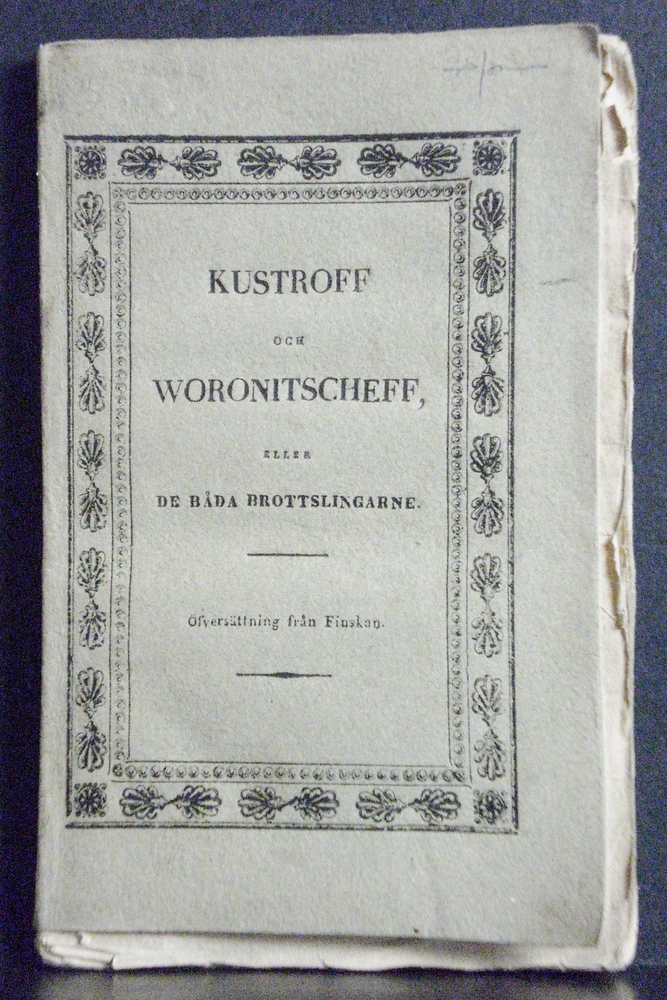 KUSTROFF
OCH
WORONITSCHEFF,
ELLER
DE BÅDA BROTTSLINGARNE.
Öfversättning från Finskan.